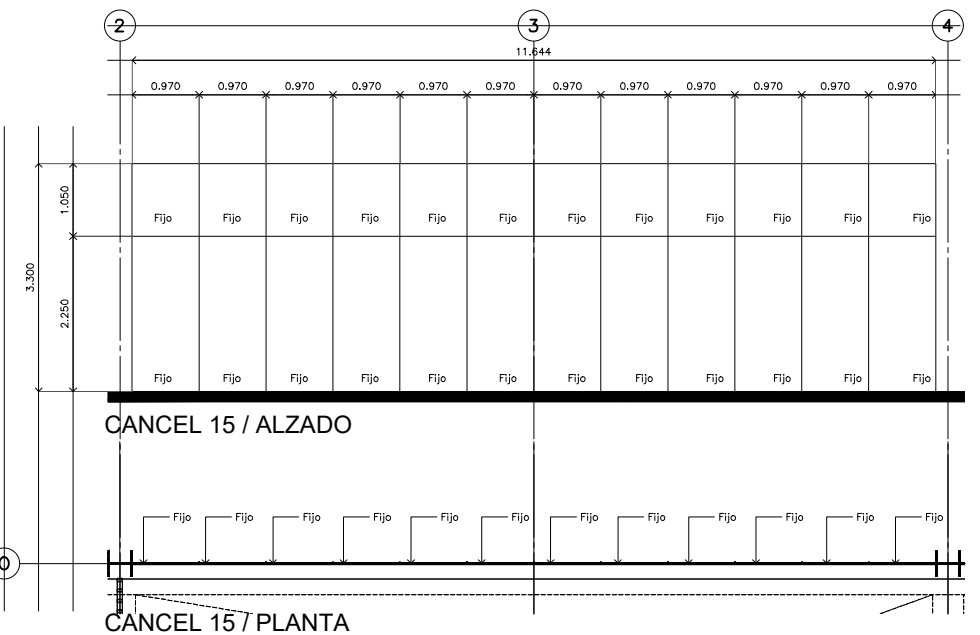 2 3 4
11.644
0.970 0.970 0.970 0.970 0.970 0.970 0.970 0.970 0.970 0.970 0.970 0.970
1.050
Fijo Fijo Fijo Fijo Fijo Fijo Fijo Fijo Fijo Fijo Fijo Fijo
3.300
2.250
Fijo Fijo Fijo Fijo Fijo Fijo Fijo Fijo Fijo Fijo Fijo Fijo
CANCEL 15 / ALZADO
Fijo Fijo Fijo Fijo Fijo Fijo Fijo Fijo Fijo Fijo Fijo Fijo
CANCEL 15 / PLANTA